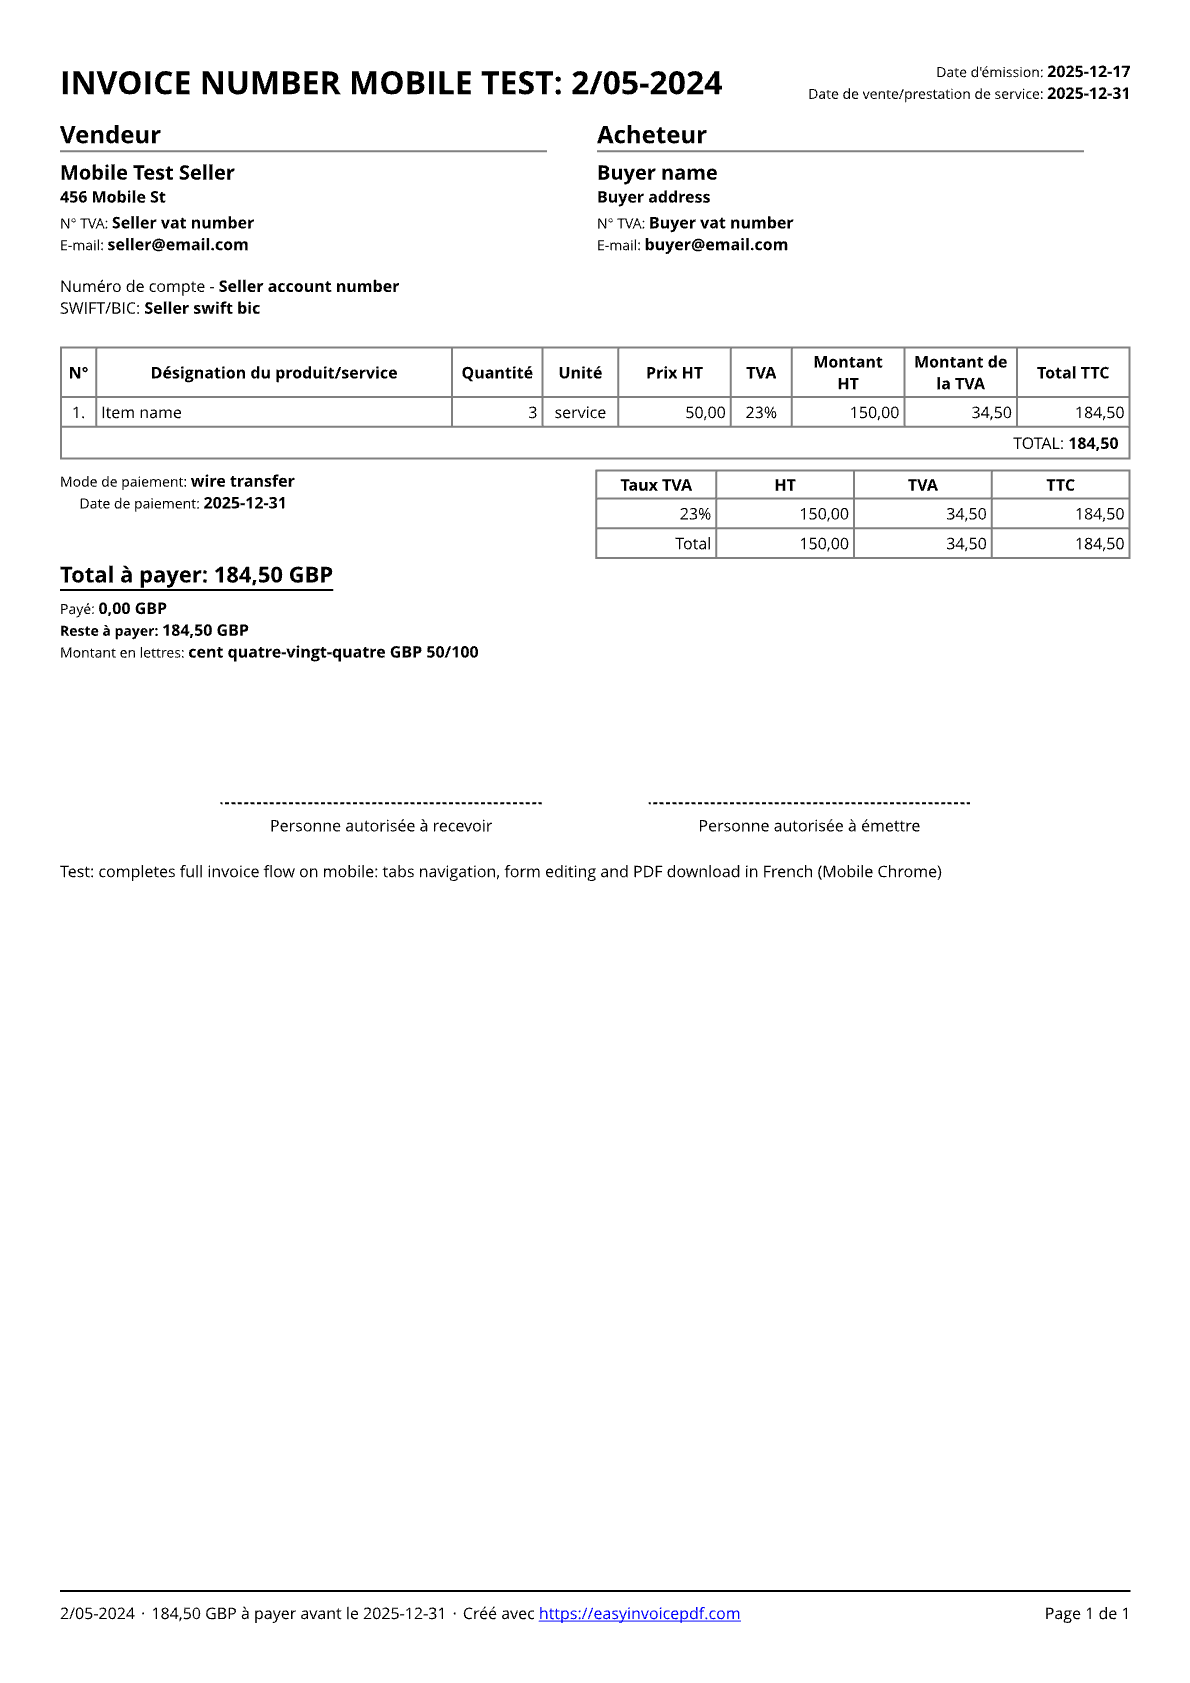 INVOICE NUMBER MOBILE TEST: 2/05-2024
Date d'émission: 2025-12-17
Date de vente/prestation de service: 2025-12-31
Vendeur
Mobile Test Seller
456 Mobile St
N° TVA: Seller vat number
E-mail: seller@email.com
Numéro de compte - Seller account number
SWIFT/BIC: Seller swift bic
Acheteur
Buyer name
Buyer address
N° TVA: Buyer vat number
E-mail: buyer@email.com
N° Désignation du produit/service Quantité Unité Prix HT TVA Montant HT Montant de la TVA Total TTC
1. Item name 3 service 50,00 23% 150,00 34,50 184,50
TOTAL: 184,50
Mode de paiement: wire transfer
Date de paiement: 2025-12-31
Taux TVA HT TVA TTC
23% 150,00 34,50 184,50
Total 150,00 34,50 184,50
Total à payer: 184,50 GBP
Payé: 0,00 GBP
Reste à payer: 184,50 GBP
Montant en lettres: cent quatre-vingt-quatre GBP 50/100
Personne autorisée à recevoir
Personne autorisée à émettre
Test: completes full invoice flow on mobile: tabs navigation, form editing and PDF download in French (Mobile Chrome)
2/05-2024 · 184,50 GBP à payer avant le 2025-12-31 · Créé avec https://easyinvoicepdf.com
Page 1 de 1